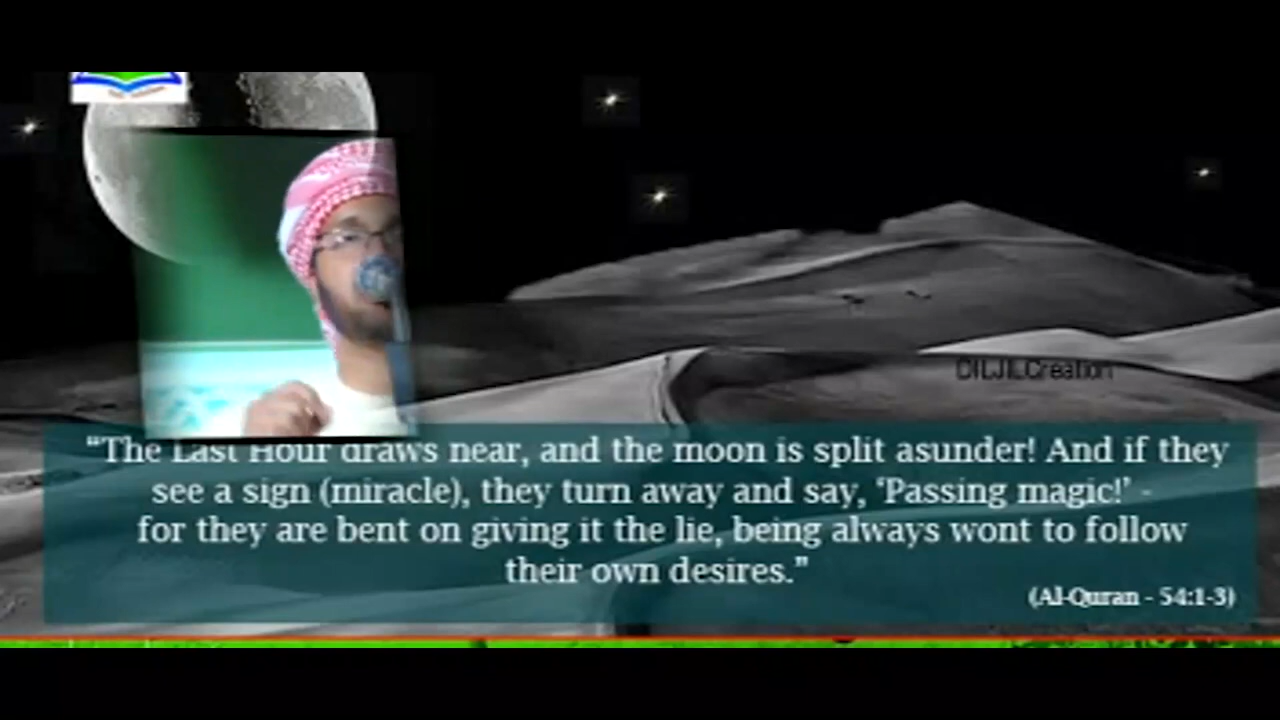 DILJILCreation
“The Last Hour draws near, and the moon is split asunder! And if they
see a sign (miracle), they turn away and say, ‘Passing magic!’ -
for they are bent on giving it the lie, being always wont to follow
their own desires.”
(Al-Quran - 54:1-3)